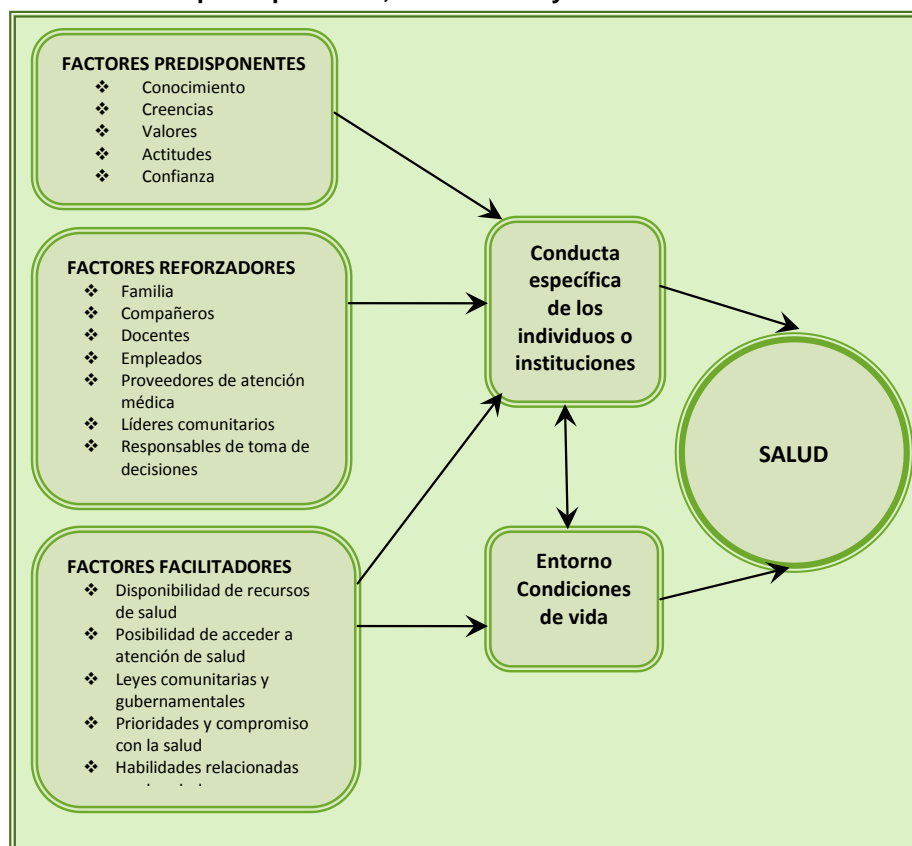 FACTORES PREDISPONENTES
❖ Conocimiento
❖ Creencias
❖ Valores
❖ Actitudes
❖ Confianza
FACTORES REFORZADORES
❖ Familia
❖ Compañeros
❖ Docentes
❖ Empleados
❖ Proveedores de atención
médica
❖ Líderes comunitarios
❖ Responsables de toma de
decisiones
FACTORES FACILITADORES
❖ Disponibilidad de recursos
de salud
❖ Posibilidad de acceder a
atención de salud
❖ Leyes comunitarias y
gubernamentales
❖ Prioridades y compromiso
con la salud
❖ Habilidades relacionadas
Conducta
específica
de los
individuos o
instituciones
Entorno
Condiciones
de vida
SALUD